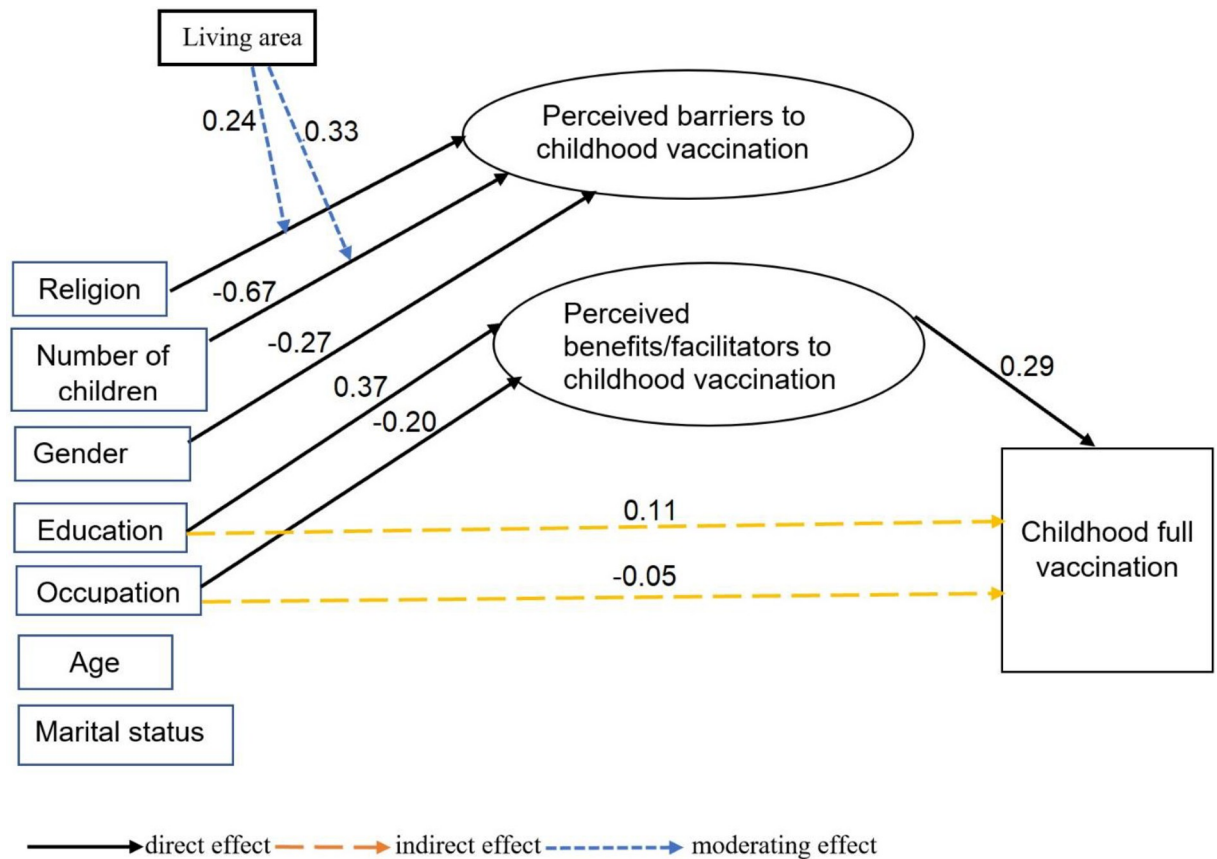 Living area
0.24
0.33
Perceived barriers to
childhood vaccination
Religion
-0.67
Number of
children
-0.27
Perceived
benefits/facilitators to
childhood vaccination
0.37
-0.20
0.29
Gender
Education
0.11
Childhood full
vaccination
Occupation
-0.05
Age
Marital status
direct effect
indirect effect
moderating effect